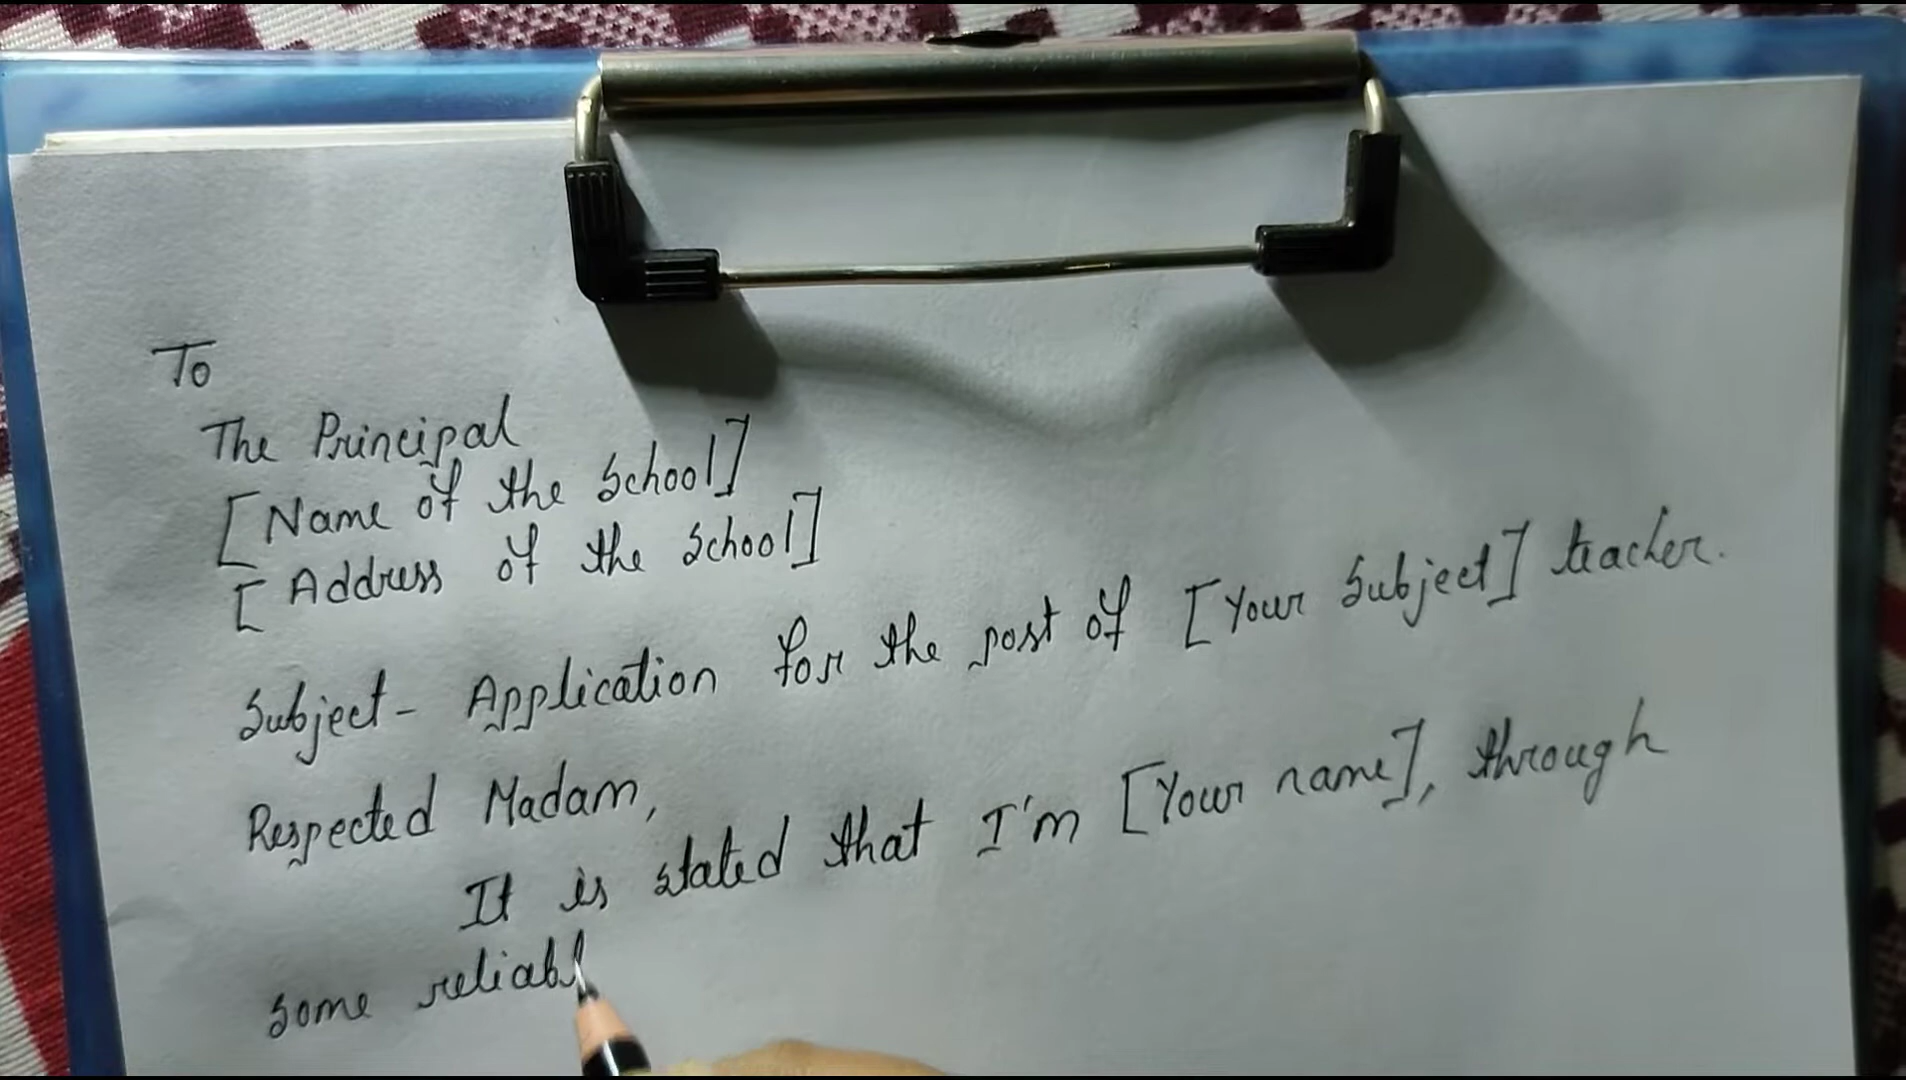 To
The Principal
[Name of the School]
[Address of the School]
Subject- Application for the post of [Your Subject] teacher.
Respected Madam,
It is stated that I'm [Your name], through
some reliabl